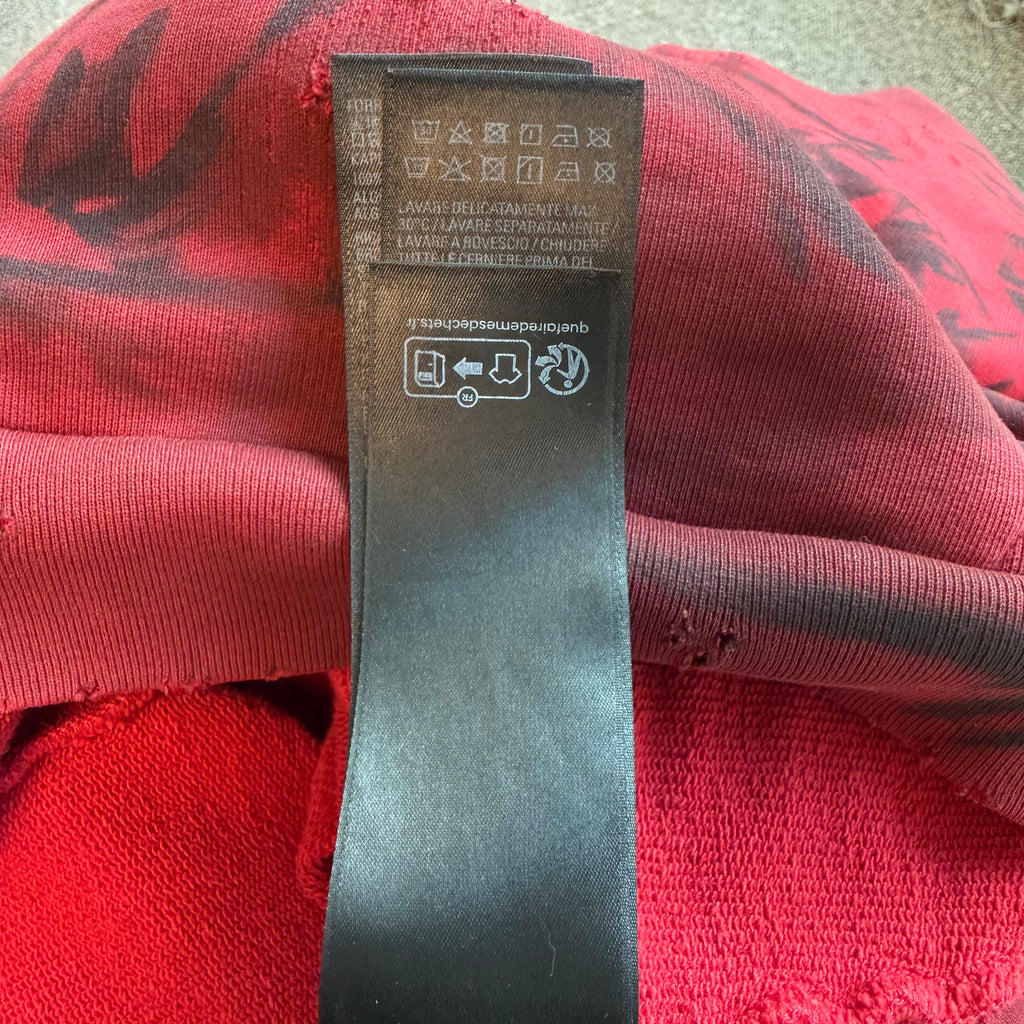 LAVARE DELICATAMENTE MAX
30°C / LAVARE SEPARATAMENTE
LAVARE A ROVESCIO / CHIUDERE
TUTTE LE CERNIERE PRIMA DEL
quefairedemesdechets.fr
FR